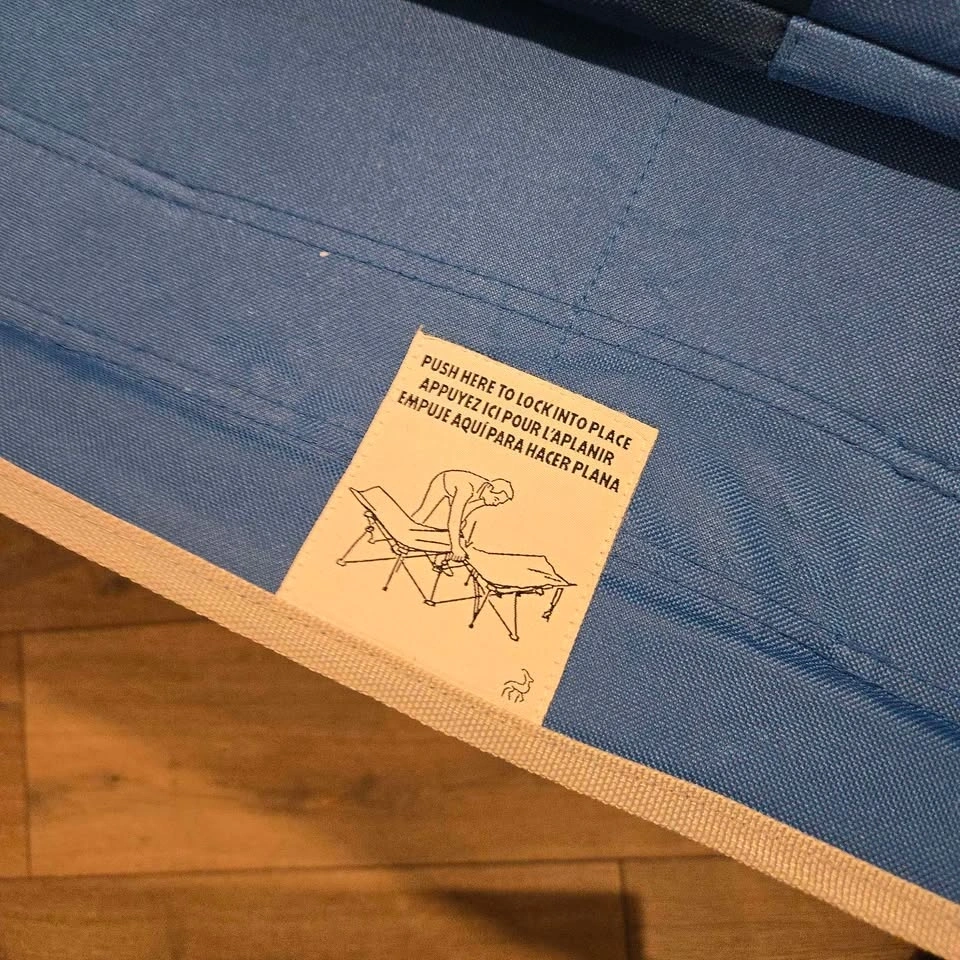 PUSH HERE TO LOCK INTO PLACE
APPUYEZ ICI POUR L'APLANIR
EMPUJE AQUÍ PARA HACER PLANA